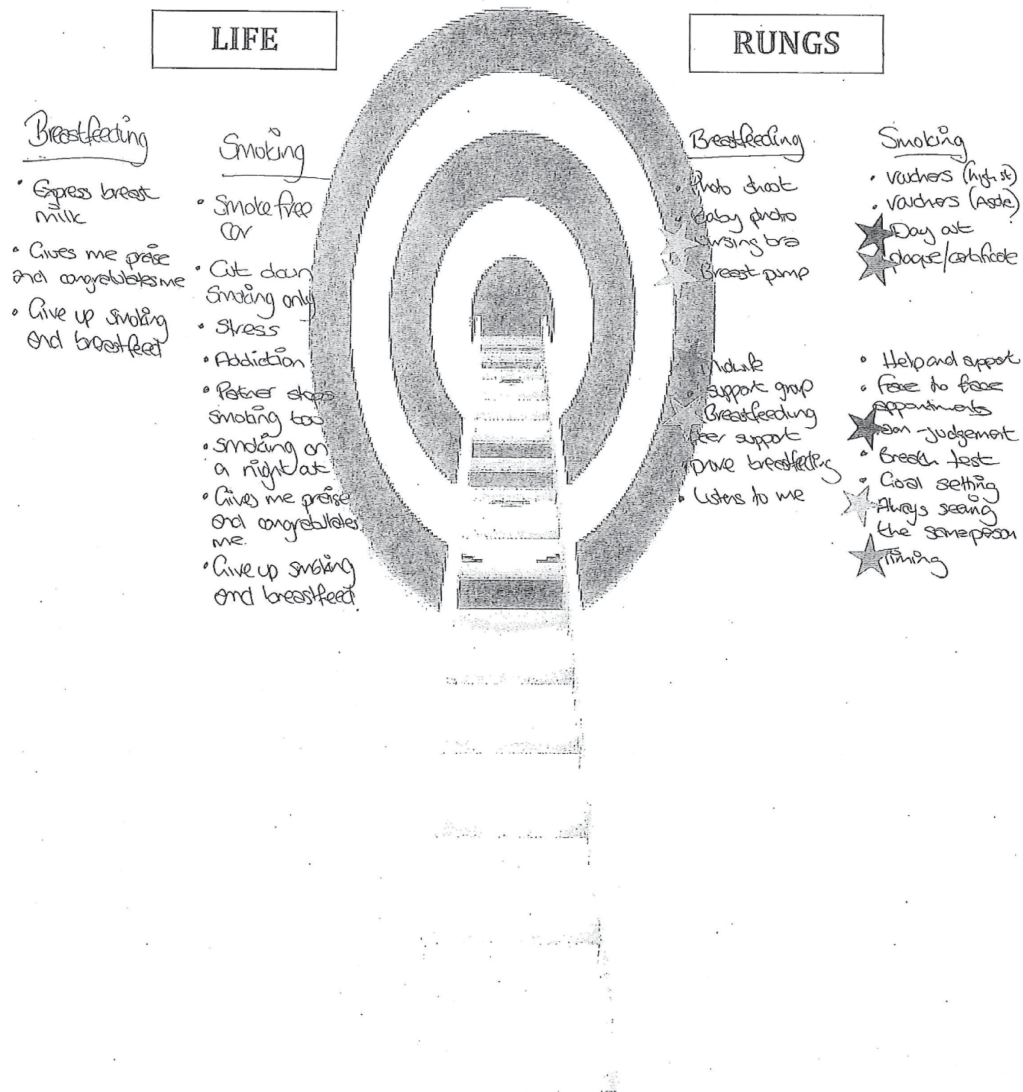 LIFE
Breastfeeding
• Express breast
milk
• Gives me praise
and congratulates me
• Give up smoking
and breastfeed
Smoking
• Smoke free
car
• Cut down
smoking only
• Stress
• Addiction
• Partner stops
smoking too
• Smoking on
a night out
• Gives me praise
and congratulates
me.
• Give up smoking
and breastfeed
RUNGS
Breastfeeding
• Photo shoot
• Baby photo
Nursing bra
Breast pump
Midwife
Support group
Breastfeeding
peer support
• Prove breastfeeding
• Listens to me
Smoking
• vouchers (high st)
• vouchers (Asda)
Day out
plaque/certificate
• Help and support
• Face to face
appointments
Non-judgement
• Breath test
• Goal setting
Always seeing
the same person
Timing